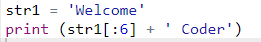 str1 = 'Welcome'
print (str1[:6] + ' Coder')